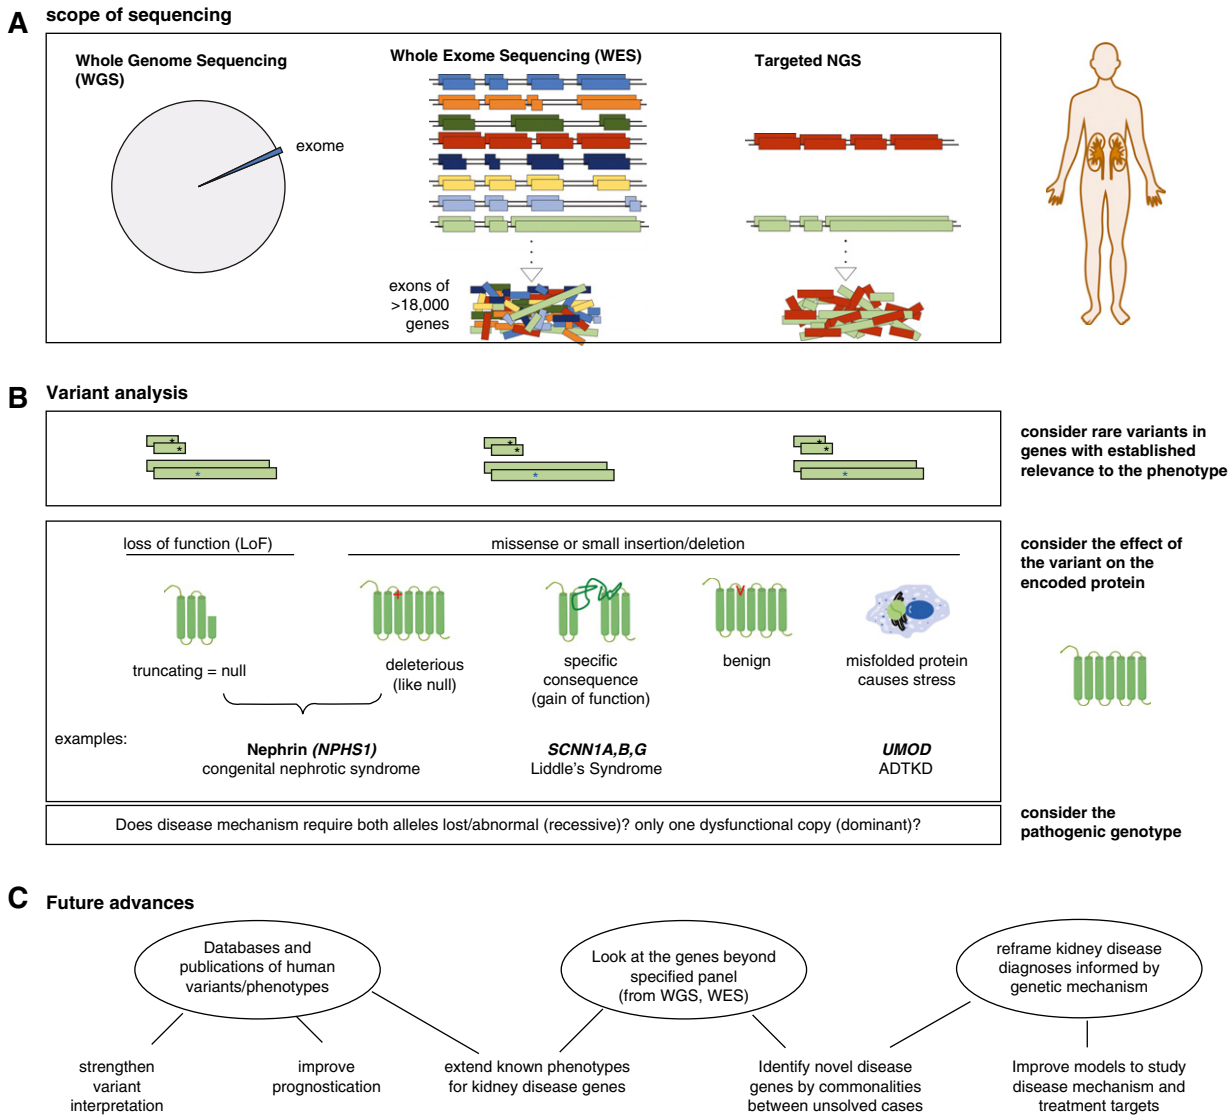 A
scope of sequencing
Whole Genome Sequencing
(WGS)
exome
Whole Exome Sequencing (WES)
exons of
>18,000
genes
Targeted NGS
B
Variant analysis
consider rare variants in
genes with established
relevance to the phenotype
*
*
*
*
*
*
*
*
*
loss of function (LoF)
missense or small insertion/deletion
consider the effect of
the variant on the
encoded protein
truncating = null
deleterious
(like null)
specific
consequence
(gain of function)
benign
misfolded protein
causes stress
examples:
Nephrin (NPHS1)
congenital nephrotic syndrome
SCNN1A,B,G
Liddle's Syndrome
UMOD
ADTKD
Does disease mechanism require both alleles lost/abnormal (recessive)? only one dysfunctional copy (dominant)?
consider the
pathogenic genotype
C
Future advances
Databases and
publications of human
variants/phenotypes
Look at the genes beyond
specified panel
(from WGS, WES)
reframe kidney disease
diagnoses informed by
genetic mechanism
strengthen
variant
interpretation
improve
prognostication
extend known phenotypes
for kidney disease genes
Identify novel disease
genes by commonalities
between unsolved cases
Improve models to study
disease mechanism and
treatment targets